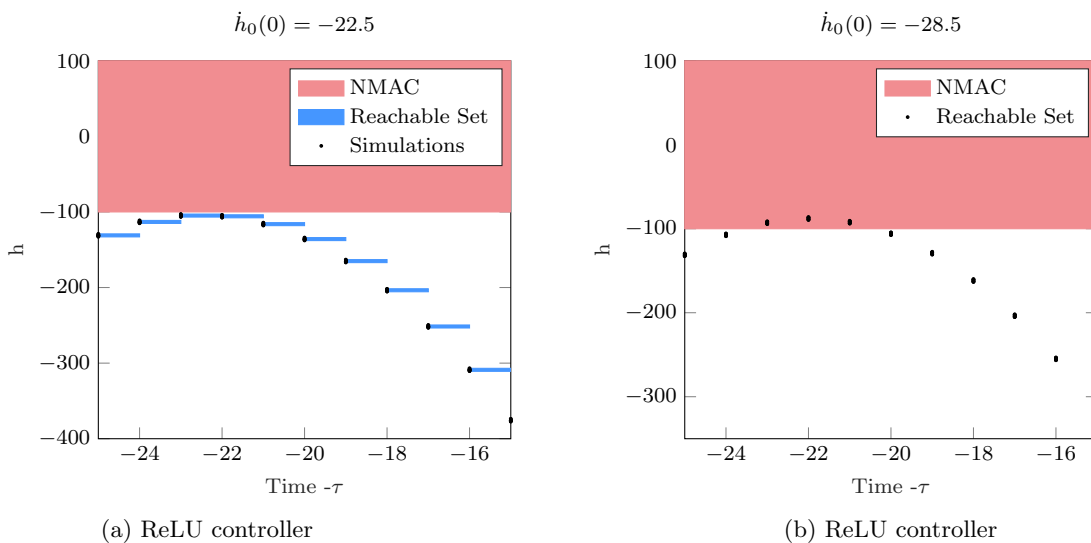 ḣ₀(0) = −22.5
100
0
−100
−200
−300
−400
h
NMAC
Reachable Set
Simulations
−24
−22
−20
−18
−16
Time -τ
(a) ReLU controller
ḣ₀(0) = −28.5
100
0
−100
−200
−300
h
NMAC
Reachable Set
−24
−22
−20
−18
−16
Time -τ
(b) ReLU controller